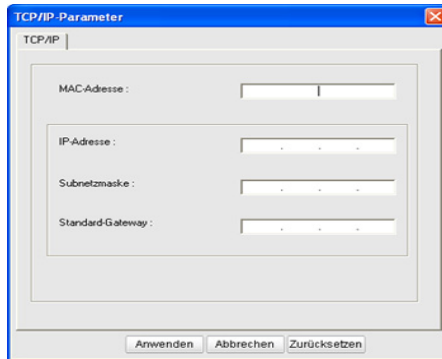 TCP/IP-Parameter
TCP/IP
MAC-Adresse :
IP-Adresse :
. . .
Subnetzmaske :
. . .
Standard-Gateway :
. . .
Anwenden Abbrechen Zurücksetzen